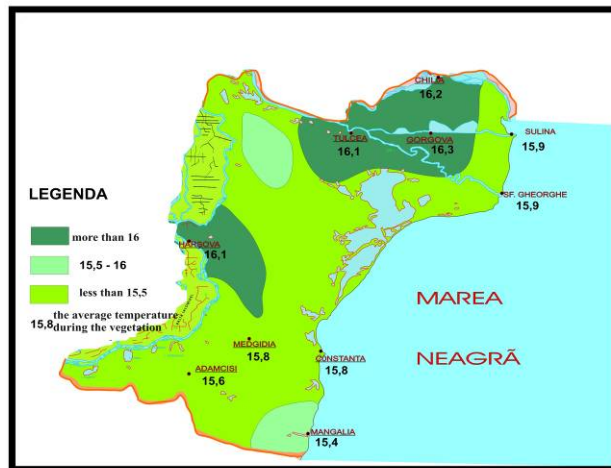 CHILIA
16,2
TULCEA
16,1
GORGOVA
16,3
SULINA
15,9
SF. GHEORGHE
15,9
LEGENDA
more than 16
15,5 - 16
less than 15,5
15,8 the average temperature during the vegetation
HARSOVA
16,1
MAREA
NEAGRÃ
MEDGIDIA
15,8
CONSTANTA
15,8
ADAMCISI
15,6
MANGALIA
15,4